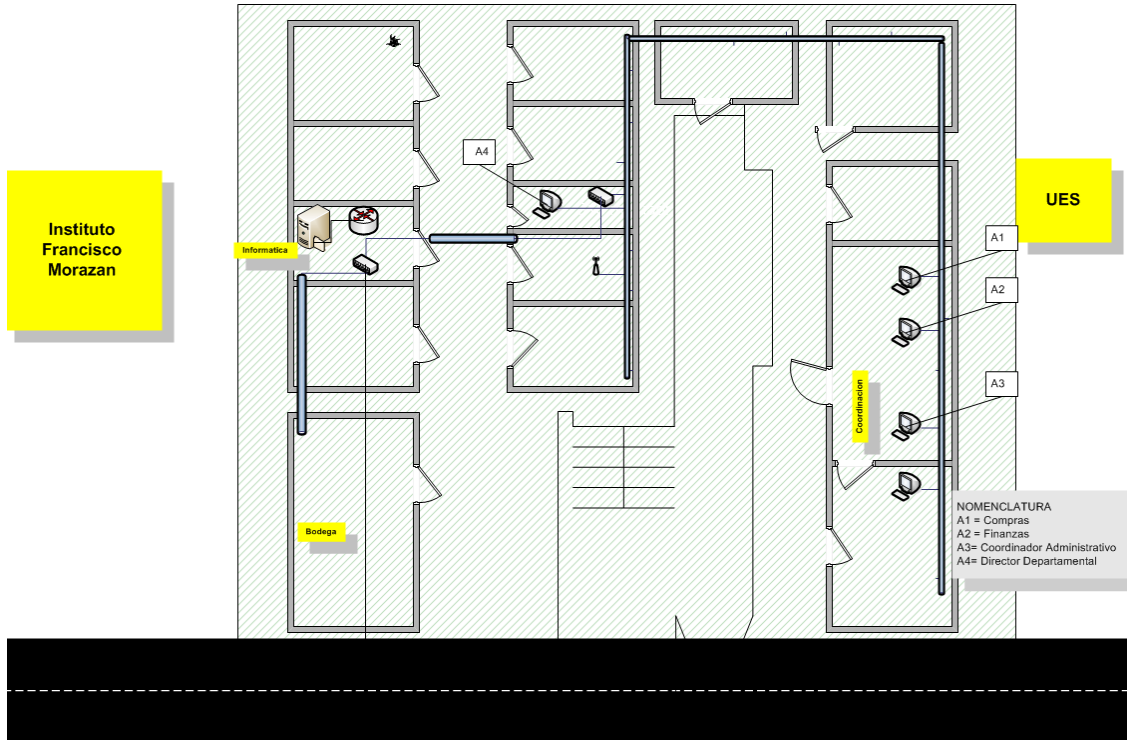 Instituto
Francisco
Morazan
UES
A4
Informatica
A1
A2
A3
Coordinacion
Bodega
NOMENCLATURA
A1 = Compras
A2 = Finanzas
A3= Coordinador Administrativo
A4= Director Departamental